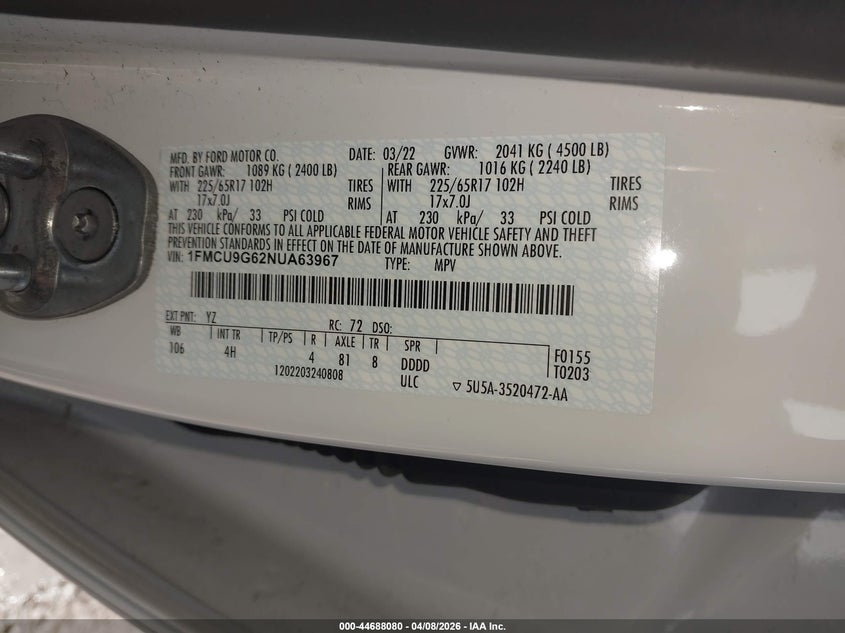 MFD. BY FORD MOTOR CO. DATE: 03/22 GVWR: 2041 KG ( 4500 LB)
FRONT GAWR: 1089 KG ( 2400 LB) REAR GAWR: 1016 KG ( 2240 LB)
WITH 225/65R17 102H TIRES WITH 225/65R17 102H TIRES
17x7.0J RIMS 17x7.0J RIMS
AT 230 kPa/ 33 PSI COLD AT 230 kPa/ 33 PSI COLD
THIS VEHICLE CONFORMS TO ALL APPLICABLE FEDERAL MOTOR VEHICLE SAFETY AND THEFT
PREVENTION STANDARDS IN EFFECT ON THE DATE OF MANUFACTURE SHOWN ABOVE.
VIN: 1FMCU9G62NUA63967 TYPE: MPV
EXT PNT: YZ RC: 72 DSO:
WB INT TR TP/PS R AXLE TR SPR F0155
106 4H 4 81 8 DDDD T0203
1202203240808 ULC ▽ 5U5A-3520472-AA
000-44688080 - 04/08/2026 - IAA Inc.